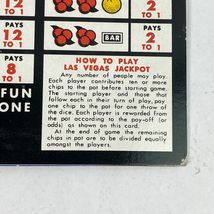 12
TO 1
2
TO 1
PAYS
12
TO 1
BAR
PAYS
2
TO 1
PAYS
8
TO 1
FUN
ONE
HOW TO PLAY
LAS VEGAS JACKPOT
Any number of people may play.
Each player contributes ten or more
chips to the pot before starting game.
The starting player and those that
follow each in their turn of play, pay
one chip to the pot for one throw of
the dice. Each player is rewarded from
the pot according to the pay-off (or
odds) as shown on this card.
At the end of game the remaining
chips in pot are to be divided equally
amongst the players.